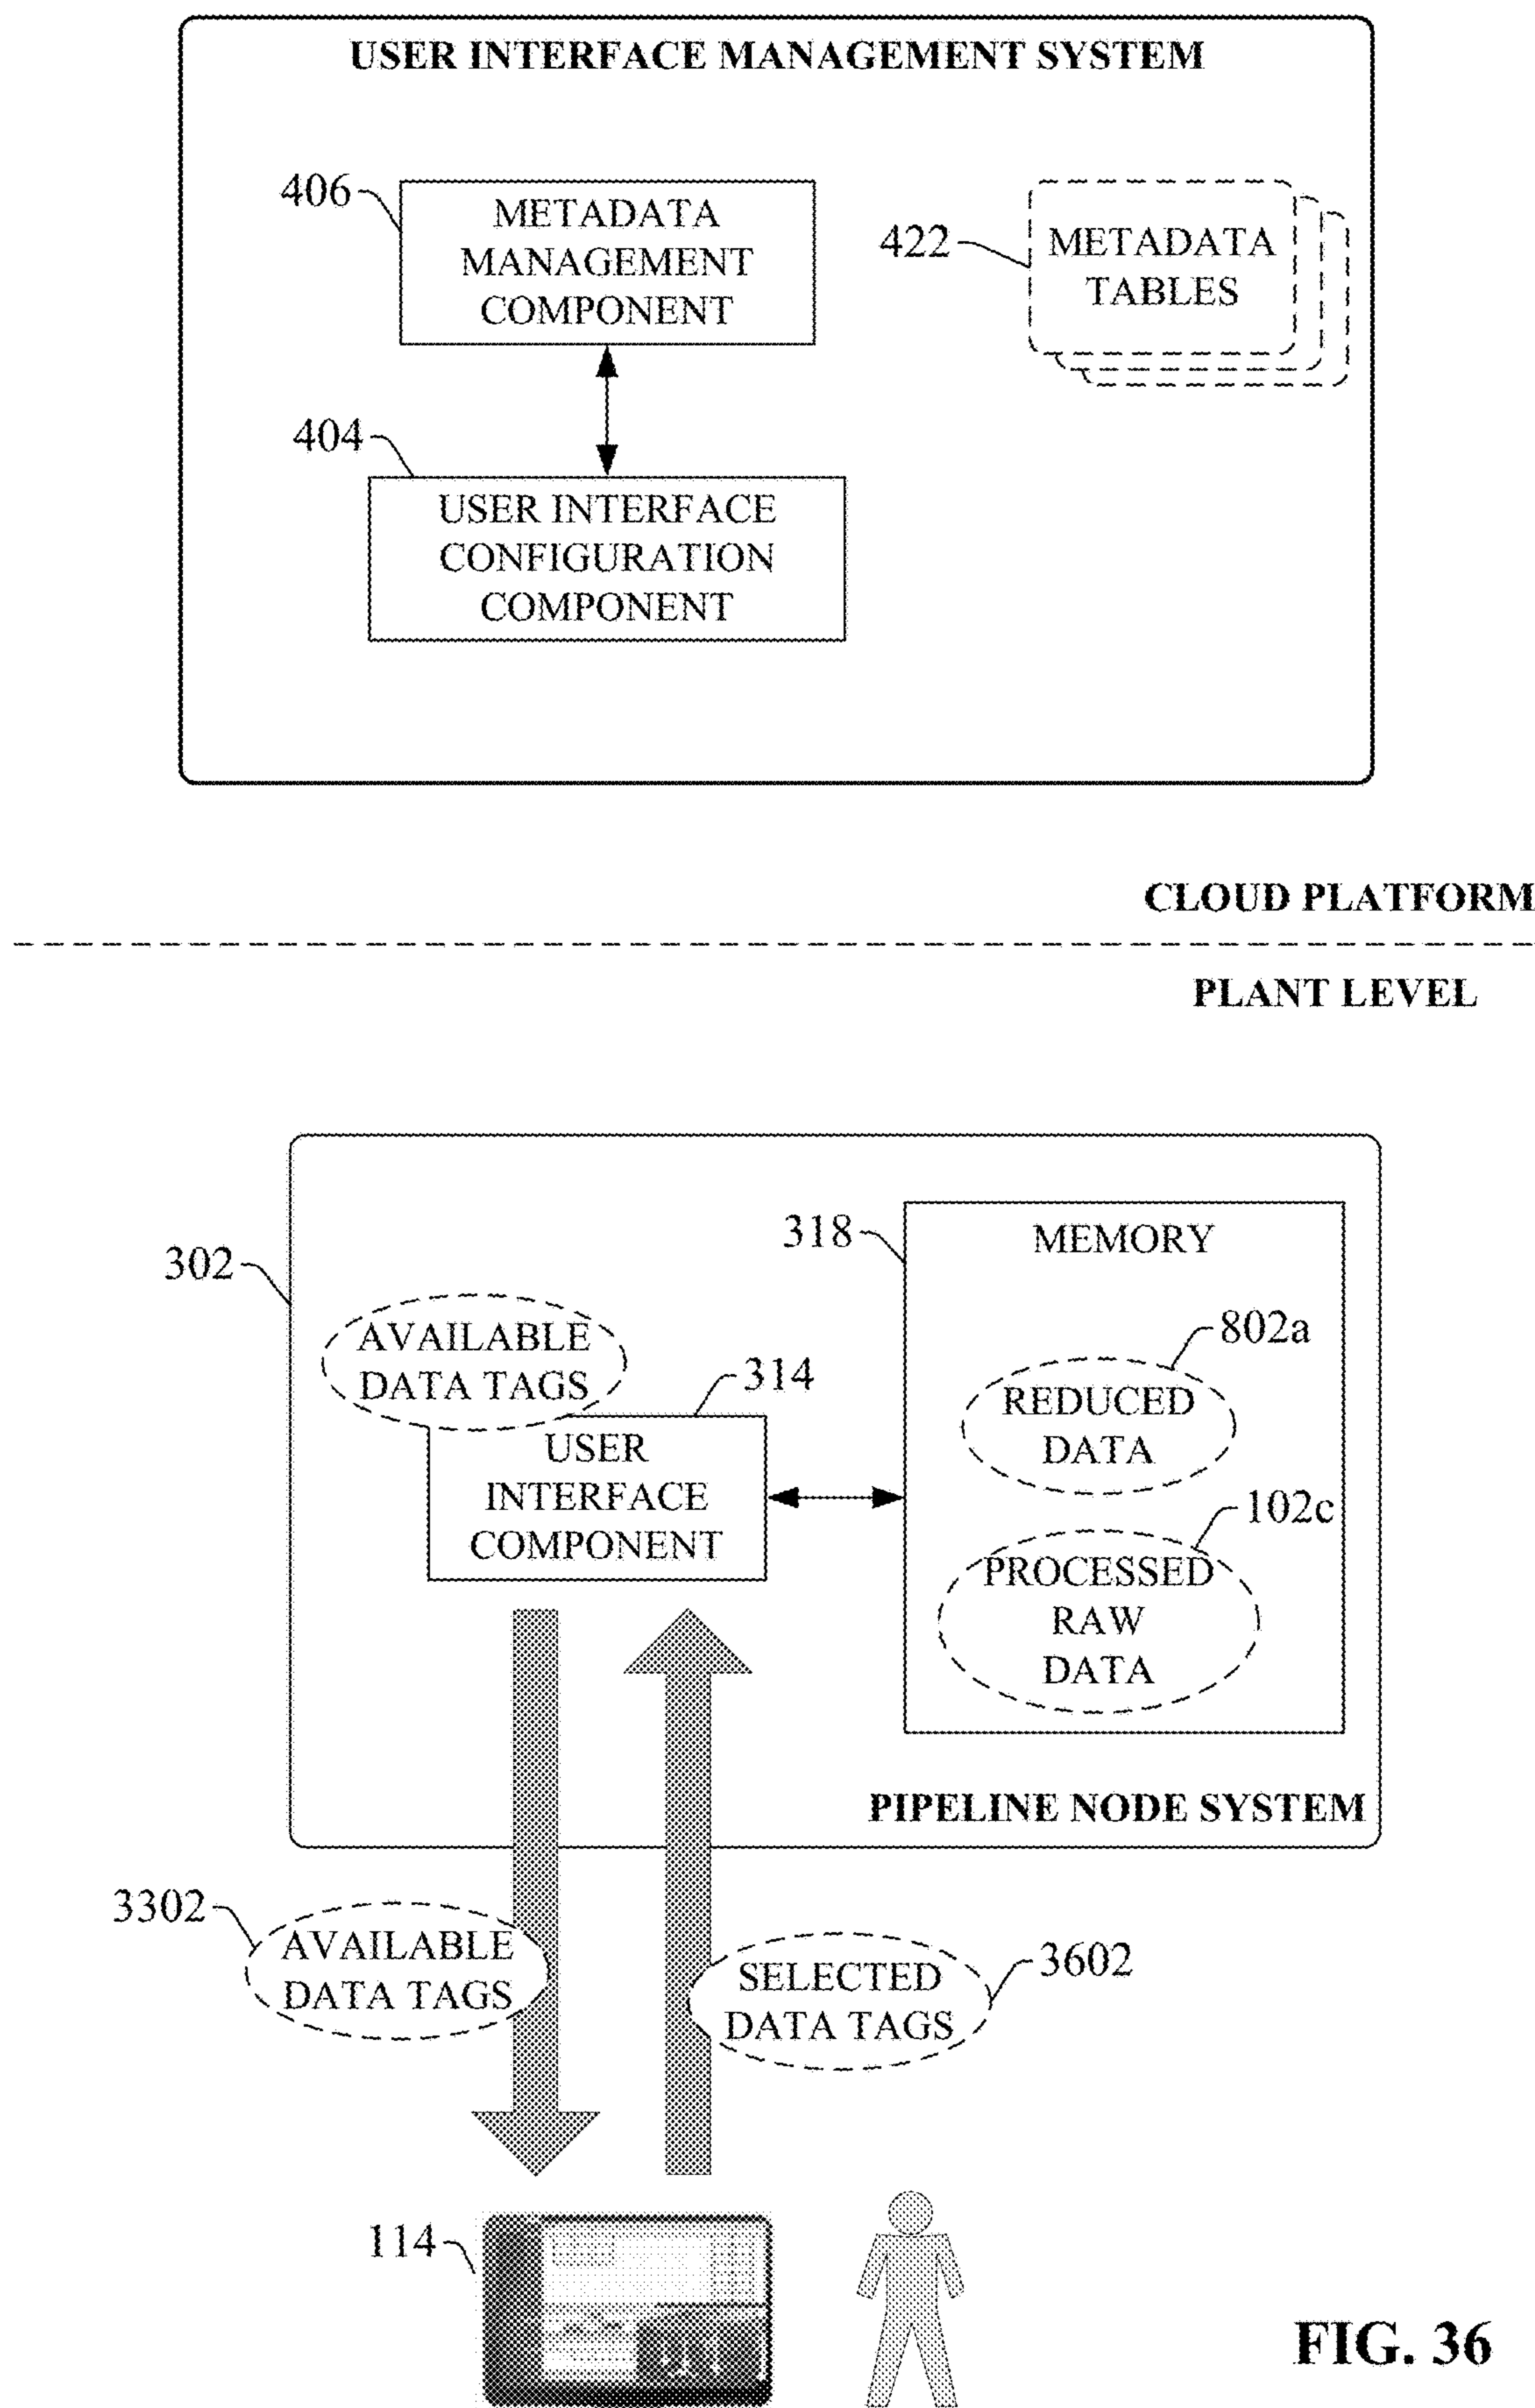 USER INTERFACE MANAGEMENT SYSTEM
406
METADATA
MANAGEMENT
COMPONENT
422
METADATA
TABLES
404
USER INTERFACE
CONFIGURATION
COMPONENT
CLOUD PLATFORM
PLANT LEVEL
302
318
MEMORY
AVAILABLE
DATA TAGS
314
802a
REDUCED
DATA
USER
INTERFACE
COMPONENT
102c
PROCESSED
RAW
DATA
PIPELINE NODE SYSTEM
3302
AVAILABLE
DATA TAGS
SELECTED
DATA TAGS
3602
114
FIG. 36